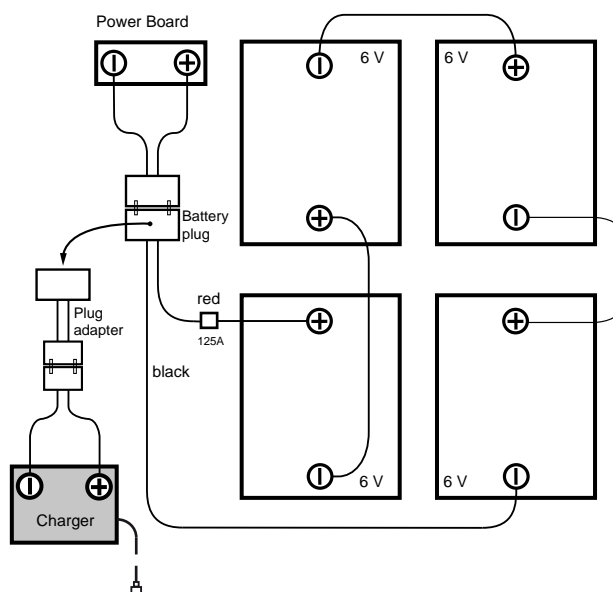 Power Board
6 V
6 V
Battery
plug
Plug
adapter
red
125A
black
6 V
6 V
Charger